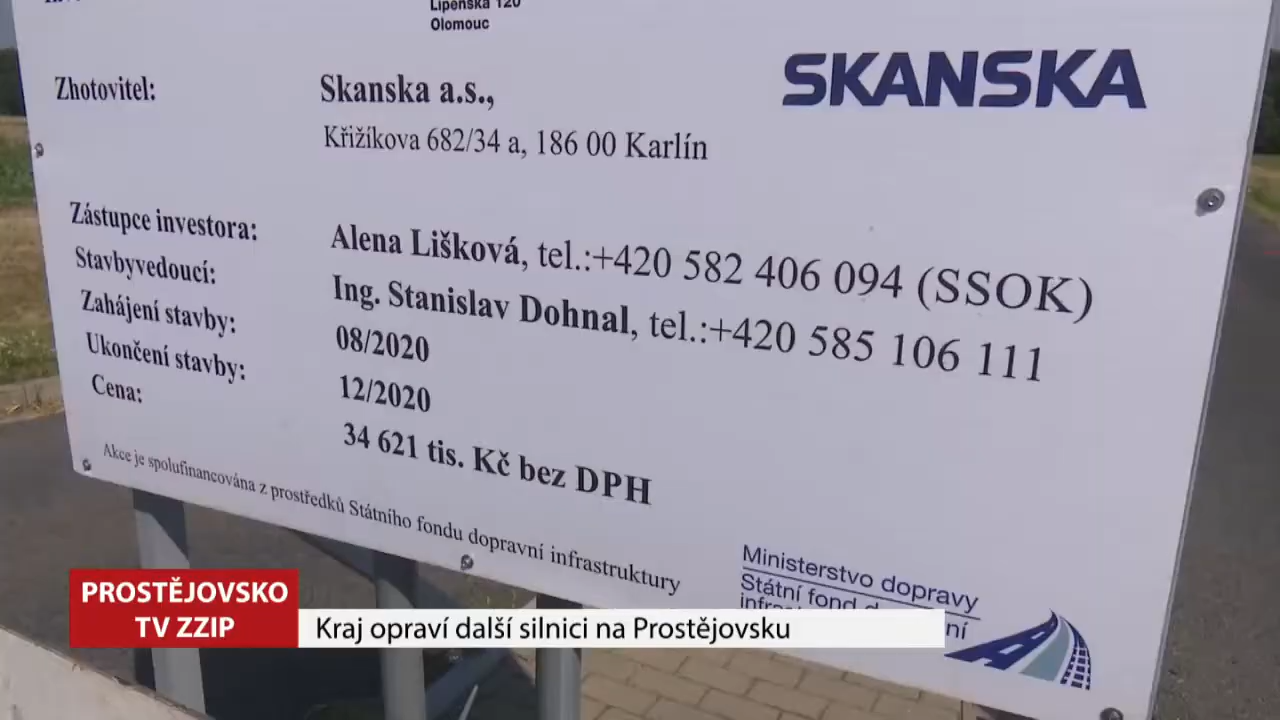 Lipenská 120
Olomouc
SKANSKA
Zhotovitel: Skanska a.s.,
Křižíkova 682/34 a, 186 00 Karlín
Zástupce investora: Alena Lišková, tel.:+420 582 406 094 (SSOK)
Stavbyvedoucí: Ing. Stanislav Dohnal, tel.:+420 585 106 111
Zahájení stavby: 08/2020
Ukončení stavby: 12/2020
Cena: 34 621 tis. Kč bez DPH
Akce je spolufinancována z prostředků Státního fondu dopravní infrastruktury
Ministerstvo dopravy
Státní fond
PROSTĚJOVSKO
TV ZZIP
Kraj opraví další silnici na Prostějovsku